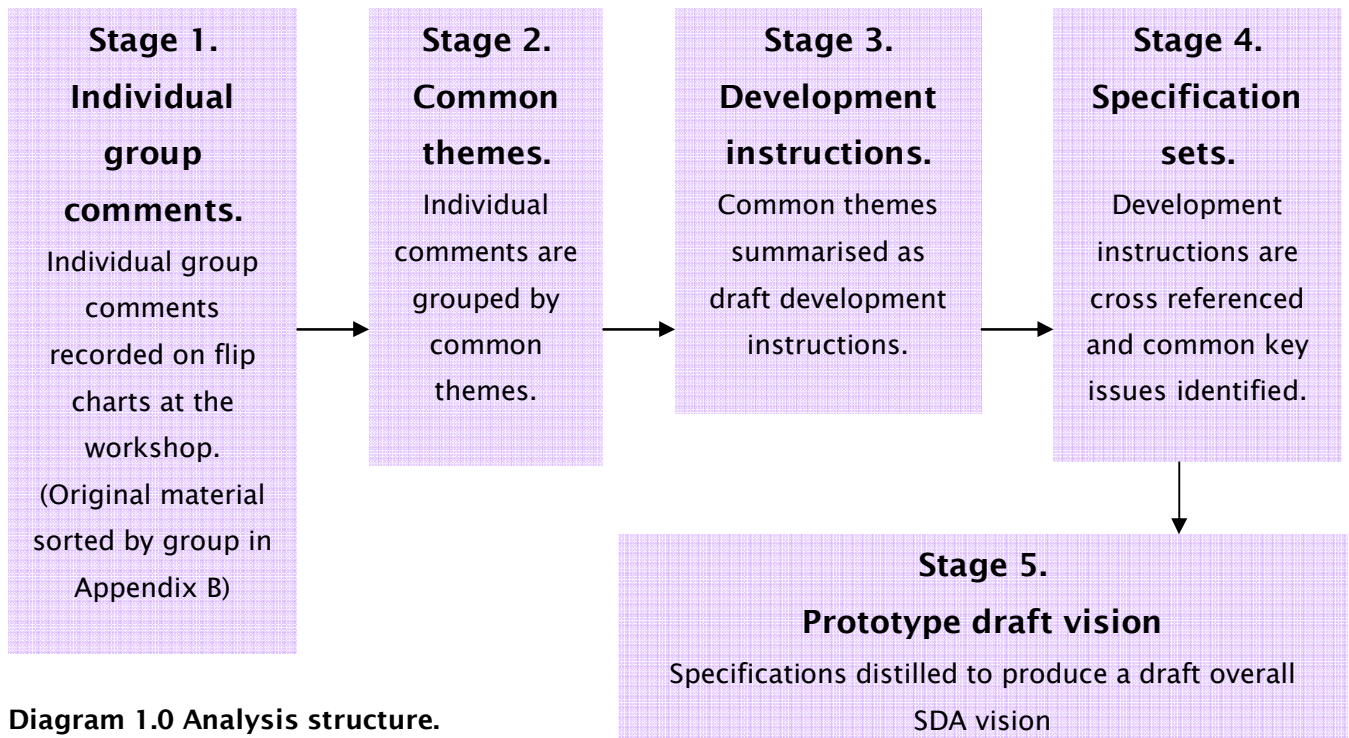 Stage 1.
Individual
group
comments.
Individual group
comments
recorded on flip
charts at the
workshop.
(Original material
sorted by group in
Appendix B)
Stage 2.
Common
themes.
Individual
comments are
grouped by
common
themes.
Stage 3.
Development
instructions.
Common themes
summarised as
draft development
instructions.
Stage 4.
Specification
sets.
Development
instructions are
cross referenced
and common key
issues identified.
Stage 5.
Prototype draft vision
Specifications distilled to produce a draft overall
SDA vision
Diagram 1.0 Analysis structure.